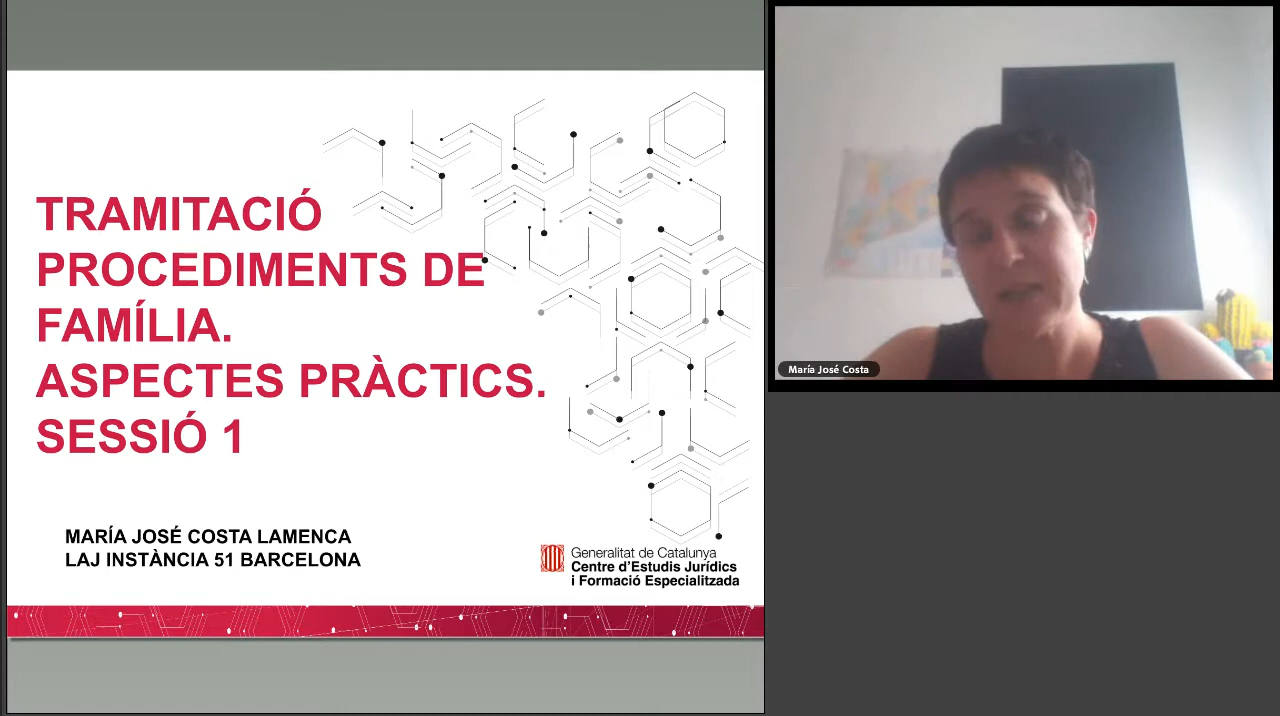 TRAMITACIÓ
PROCEDIMENTS DE
FAMÍLIA.
ASPECTES PRÀCTICS.
SESSIÓ 1
MARÍA JOSÉ COSTA LAMENCA
LAJ INSTÀNCIA 51 BARCELONA
Generalitat de Catalunya
Centre d'Estudis Jurídics
i Formació Especialitzada
María José Costa